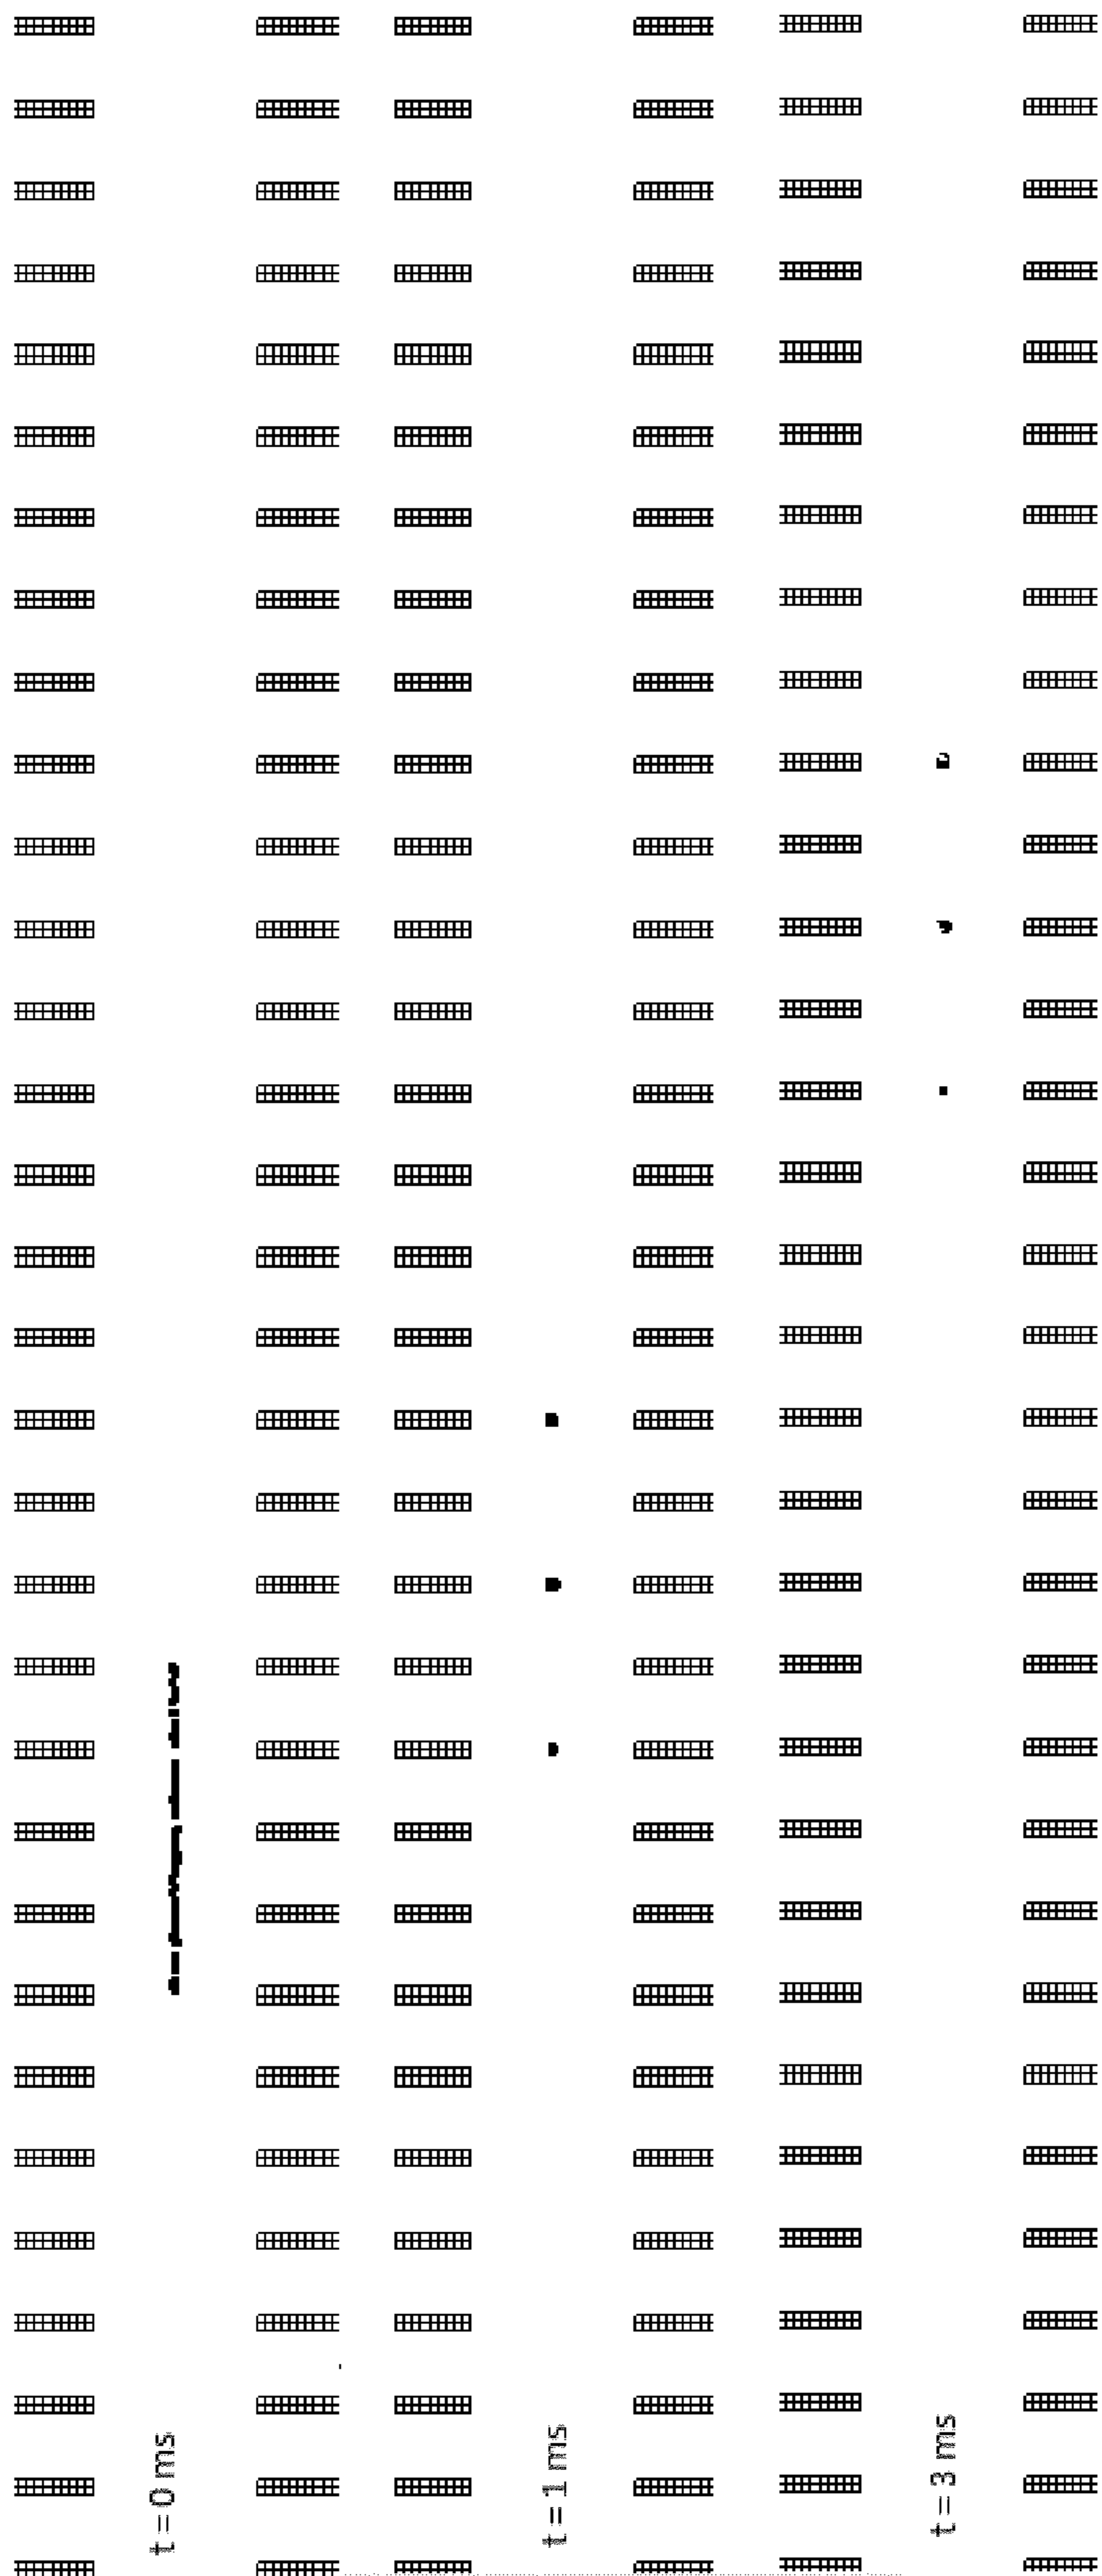 t = 0 ms
t = 1 ms
t = 3 ms